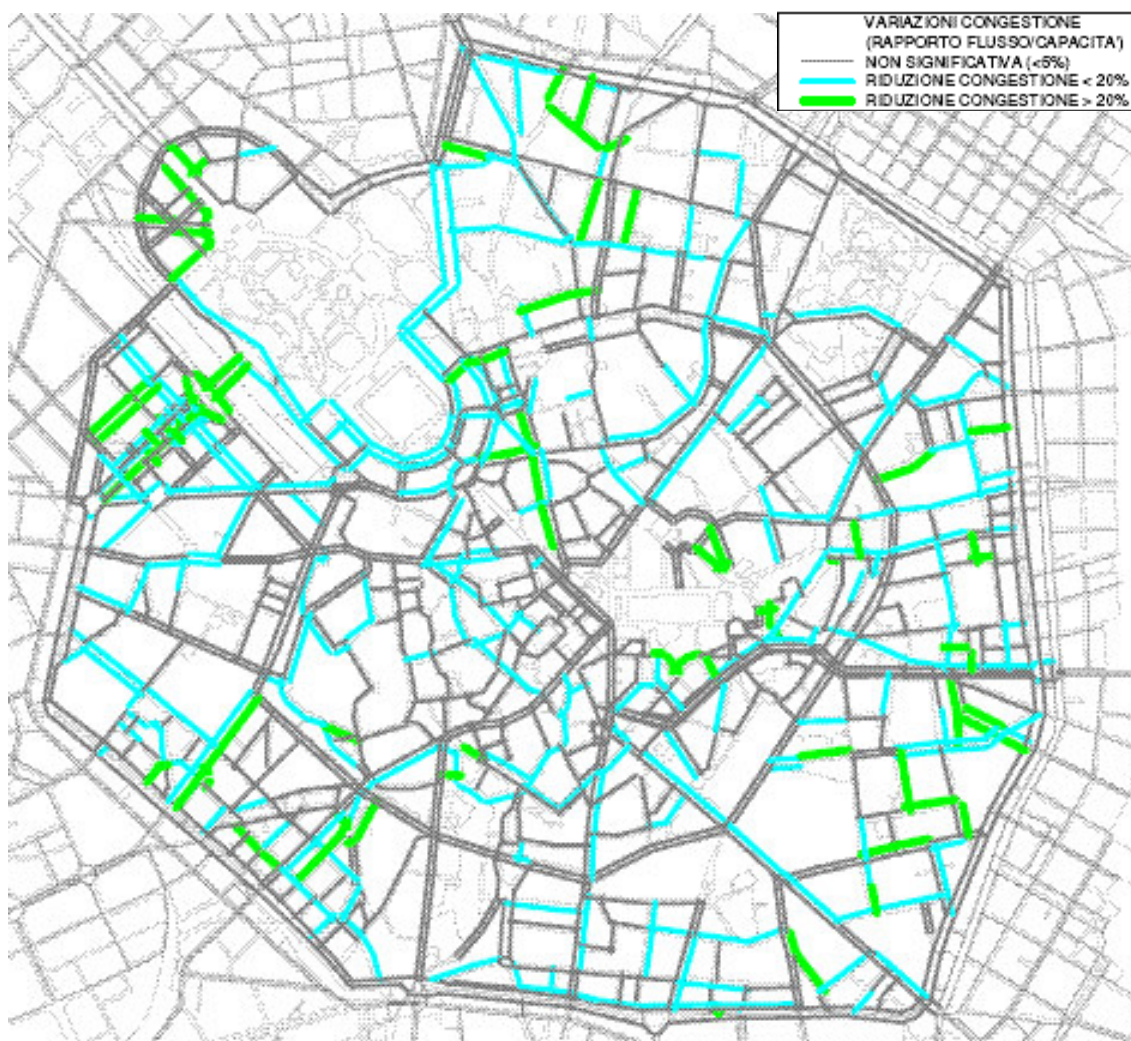 VARIAZIONI CONGESTIONE
(RAPPORTO FLUSSO/CAPACITA')
NON SIGNIFICATIVA (<5%)
RIDUZIONE CONGESTIONE < 20%
RIDUZIONE CONGESTIONE > 20%